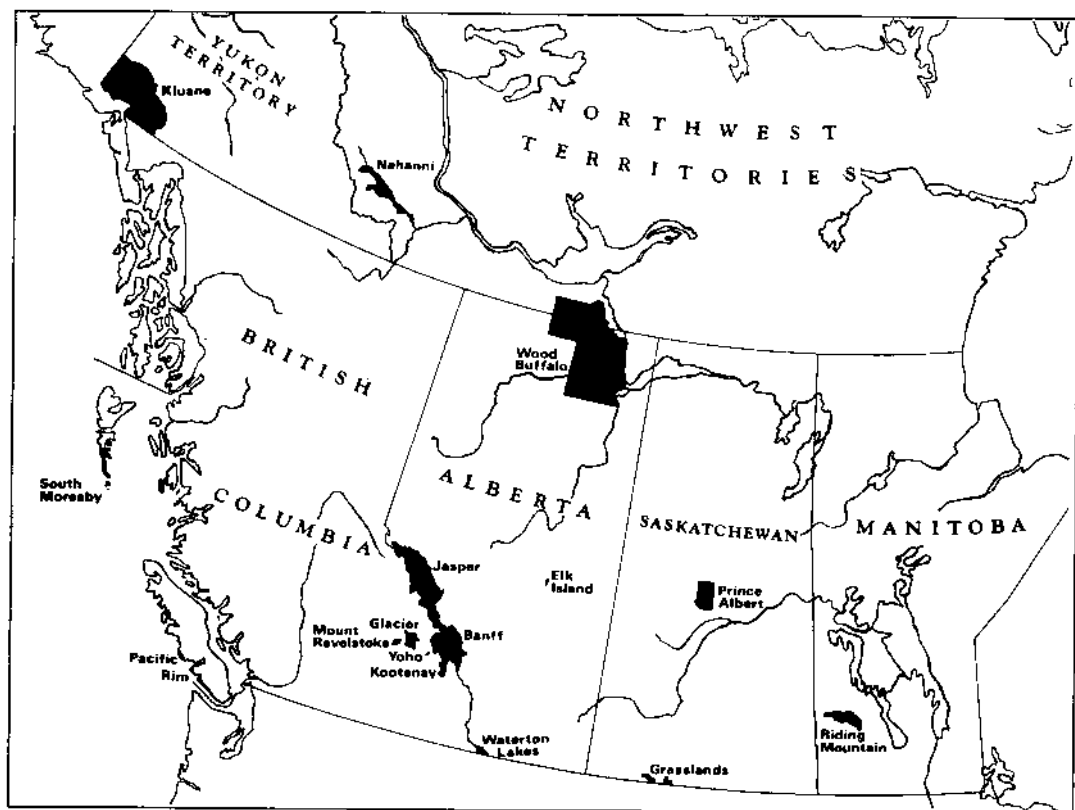 YUKON
TERRITORY
Kluane
NORTHWEST
TERRITORIES
Nahanni
BRITISH
COLUMBIA
Wood
Buffalo
South
Moresby
ALBERTA
SASKATCHEWAN
MANITOBA
Jasper
Elk
Island
Prince
Albert
Glacier
Mount
Revelstoke
Banff
Yoho
Kootenay
Pacific
Rim
Waterton
Lakes
Grasslands
Riding
Mountain